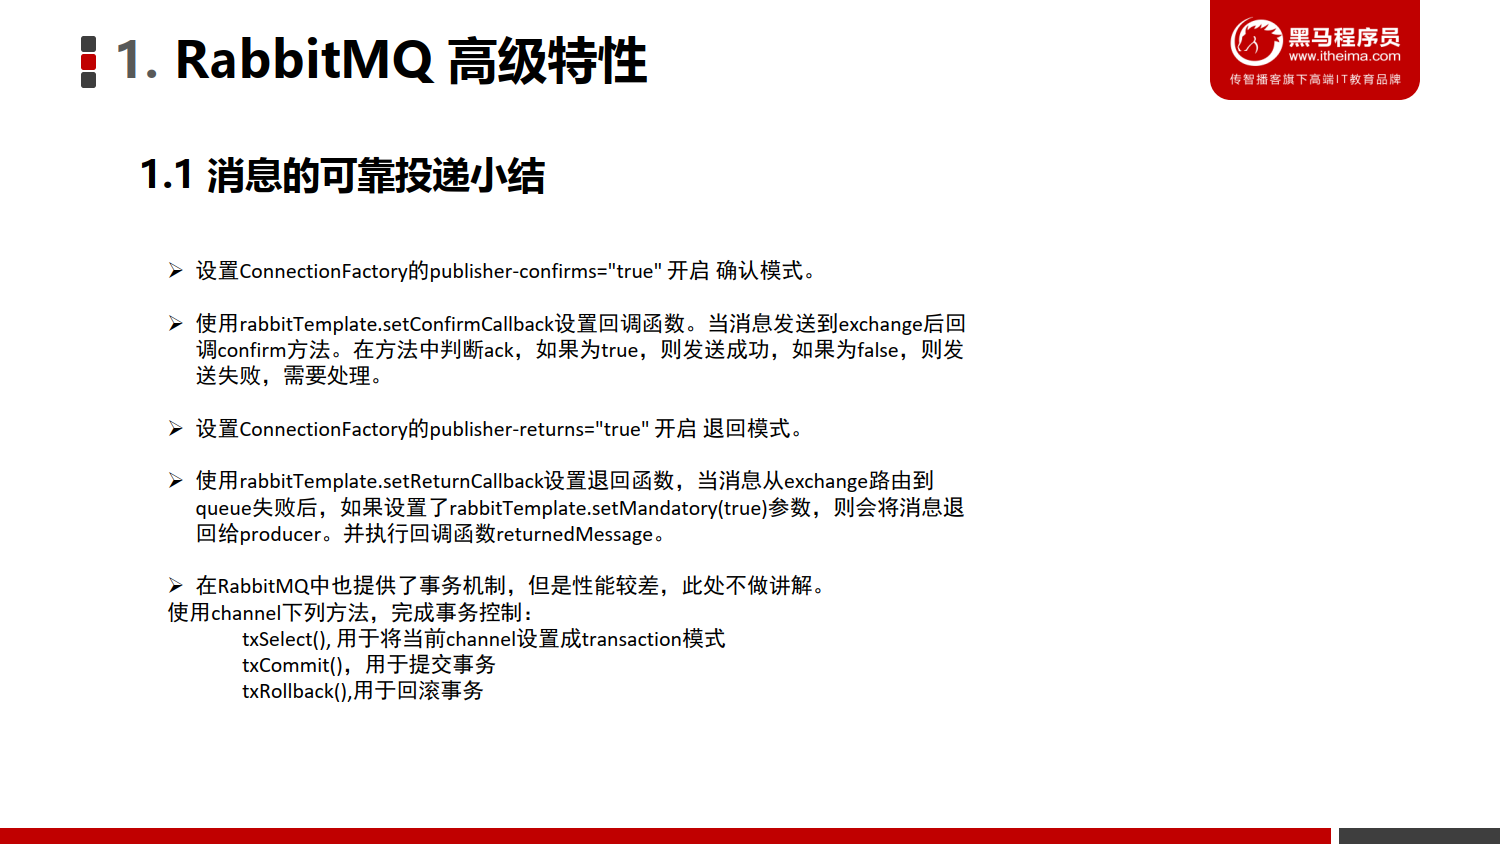 1. RabbitMQ 高级特性
黑马程序员
www.itheima.com
传智播客旗下高端IT教育品牌
1.1 消息的可靠投递小结
➢ 设置ConnectionFactory的publisher-confirms="true" 开启 确认模式。
➢ 使用rabbitTemplate.setConfirmCallback设置回调函数。当消息发送到exchange后回
调confirm方法。在方法中判断ack，如果为true，则发送成功，如果为false，则发
送失败，需要处理。
➢ 设置ConnectionFactory的publisher-returns="true" 开启 退回模式。
➢ 使用rabbitTemplate.setReturnCallback设置退回函数，当消息从exchange路由到
queue失败后，如果设置了rabbitTemplate.setMandatory(true)参数，则会将消息退
回给producer。并执行回调函数returnedMessage。
➢ 在RabbitMQ中也提供了事务机制，但是性能较差，此处不做讲解。
使用channel下列方法，完成事务控制：
txSelect(), 用于将当前channel设置成transaction模式
txCommit()，用于提交事务
txRollback(),用于回滚事务